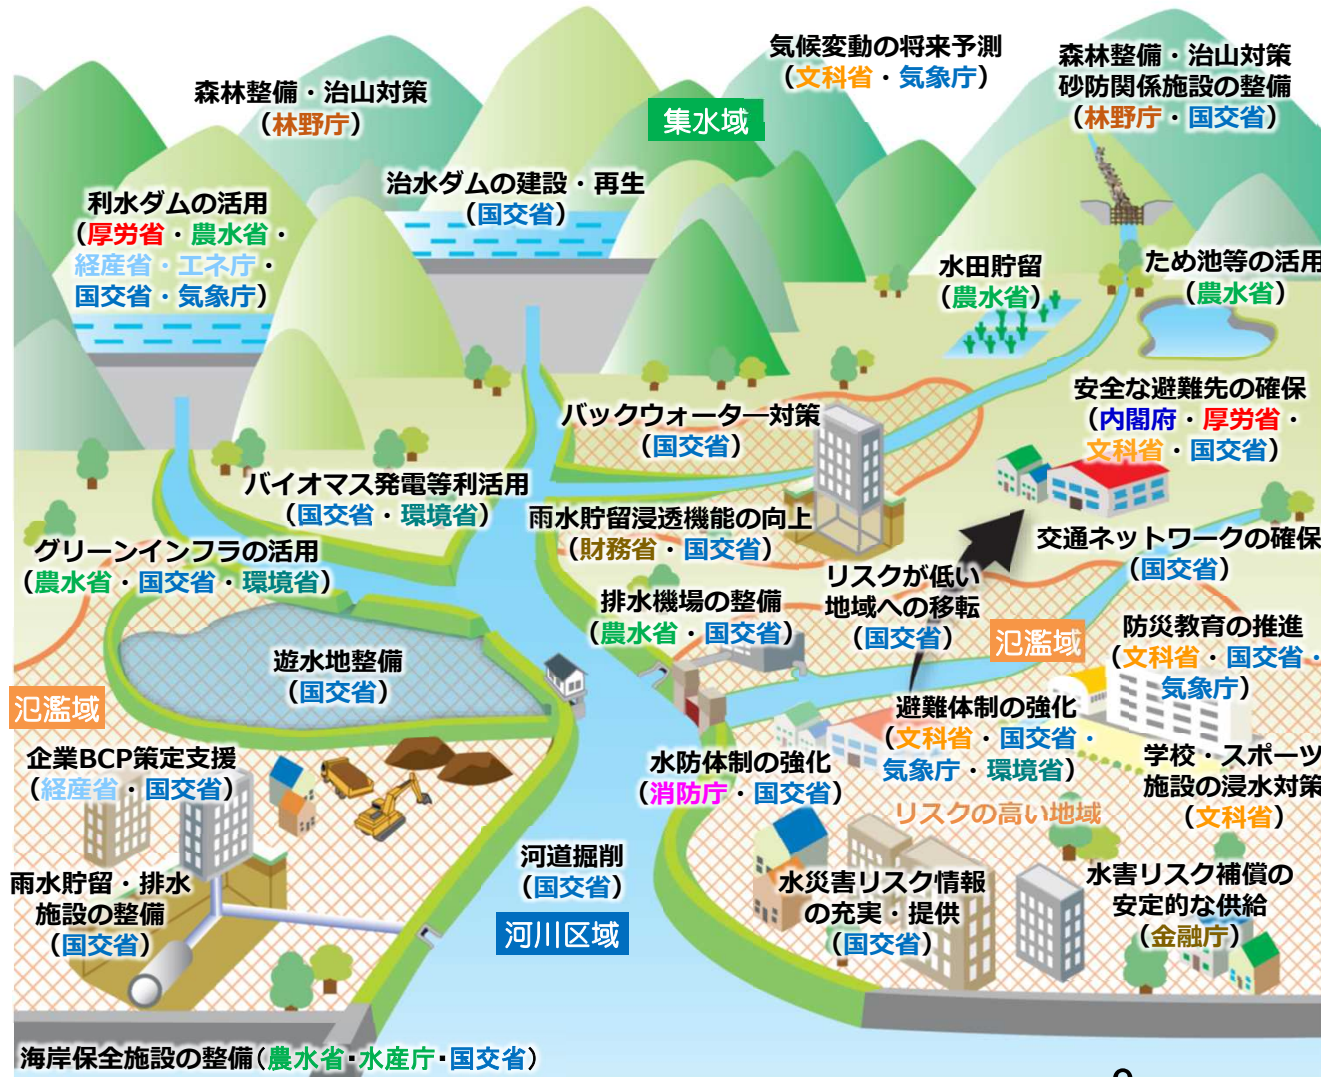 気候変動の将来予測
（文科省・気象庁）
森林整備・治山対策
砂防関係施設の整備
（林野庁・国交省）
森林整備・治山対策
（林野庁）
集水域
治水ダムの建設・再生
（国交省）
利水ダムの活用
（厚労省・農水省・
経産省・エネ庁・
国交省・気象庁）
水田貯留
（農水省）
ため池等の活用
（農水省）
バックウォーター対策
（国交省）
安全な避難先の確保
（内閣府・厚労省・
文科省・国交省）
バイオマス発電等利活用
（国交省・環境省）
雨水貯留浸透機能の向上
（財務省・国交省）
グリーンインフラの活用
（農水省・国交省・環境省）
交通ネットワークの確保
（国交省）
リスクが低い
地域への移転
（国交省）
排水機場の整備
（農水省・国交省）
氾濫域
防災教育の推進
（文科省・国交省・
気象庁）
遊水地整備
（国交省）
氾濫域
避難体制の強化
（文科省・国交省・
気象庁・環境省）
企業BCP策定支援
（経産省・国交省）
水防体制の強化
（消防庁・国交省）
学校・スポーツ
施設の浸水対策
（文科省）
リスクの高い地域
河道掘削
（国交省）
河川区域
雨水貯留・排水
施設の整備
（国交省）
水災害リスク情報
の充実・提供
（国交省）
水害リスク補償の
安定的な供給
（金融庁）
海岸保全施設の整備（農水省・水産庁・国交省）